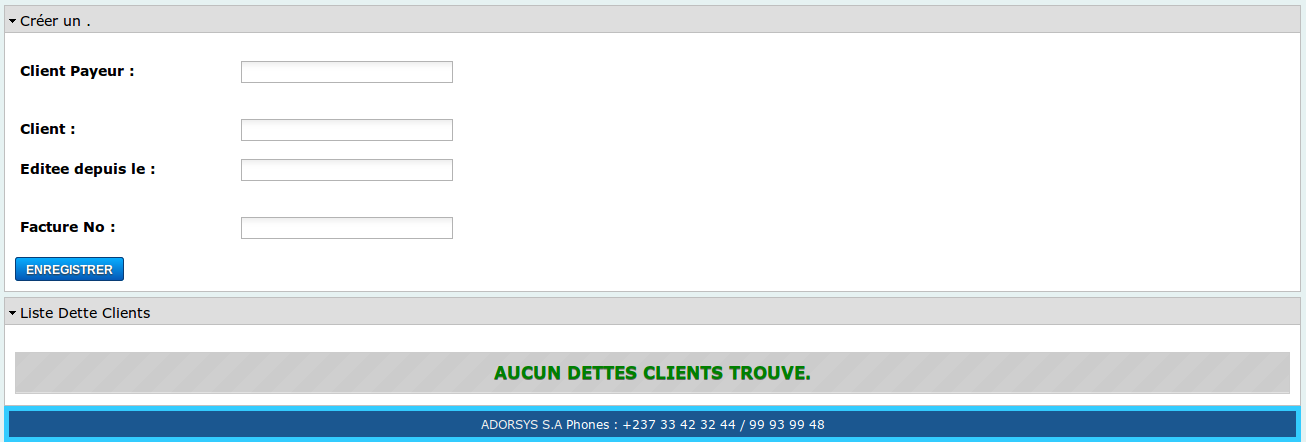 Créer un .
Client Payeur :
Client :
Editee depuis le :
Facture No :
ENREGISTRER
Liste Dette Clients
AUCUN DETTES CLIENTS TROUVE.
ADORSYS S.A Phones : +237 33 42 32 44 / 99 93 99 48